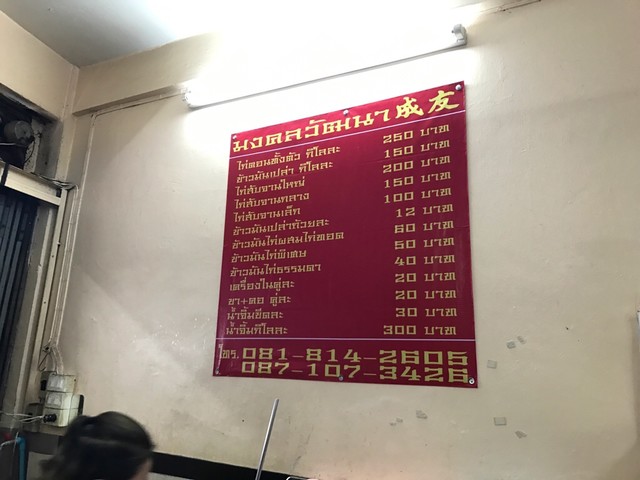 มงคลวัฒนา成友
ไก่ตอนทั้งตัว กิโลละ 250 บาท
ข้าวมันเปล่า กิโลละ 150 บาท
ไก่สับจานใหญ่ 200 บาท
ไก่สับจานกลาง 150 บาท
ไก่สับจานเล็ก 100 บาท
ข้าวมันเปล่าถ้วยละ 12 บาท
ข้าวมันไก่ผสมไก่ทอด 60 บาท
ข้าวมันไก่พิเศษ 50 บาท
ข้าวมันไก่ธรรมดา 40 บาท
เครื่องในคู่ละ 20 บาท
ขา+คอ คู่ละ 20 บาท
น้ำจิ้มขีดละ 30 บาท
น้ำจิ้มกิโลละ 300 บาท
โทร. 081-814-2605
087-107-3426